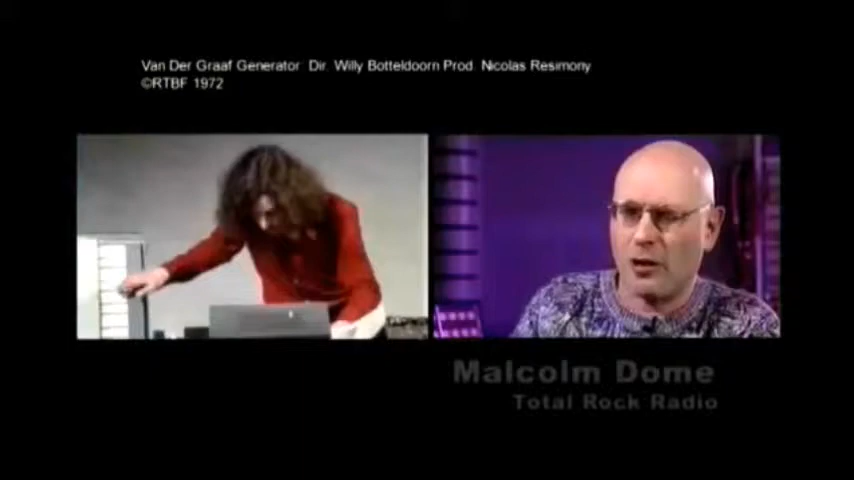 Van Der Graaf Generator Dir. Willy Botteldoorn Prod. Nicolas Resimony
©RTBF 1972
Malcolm Dome
Total Rock Radio